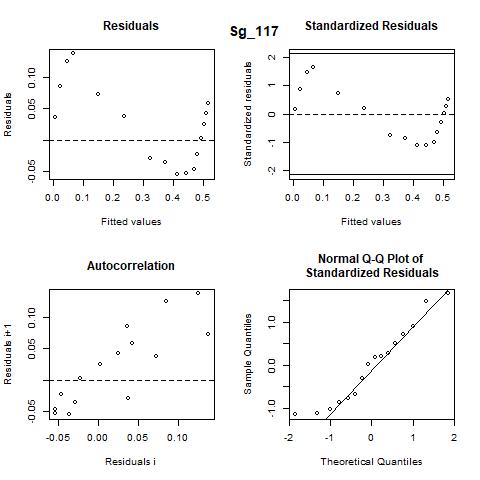 Sg_117
Residuals
Residuals
-0.05 0.05 0.10
0.0 0.1 0.2 0.3 0.4 0.5
Fitted values
Standardized Residuals
Standardized residuals
-2 -1 0 1 2
0.0 0.1 0.2 0.3 0.4 0.5
Fitted values
Autocorrelation
Residuals i+1
-0.05 0.05 0.10
-0.05 0.00 0.05 0.10
Residuals i
Normal Q-Q Plot of
Standardized Residuals
Sample Quantiles
-1.0 0.0 1.0
-2 -1 0 1 2
Theoretical Quantiles